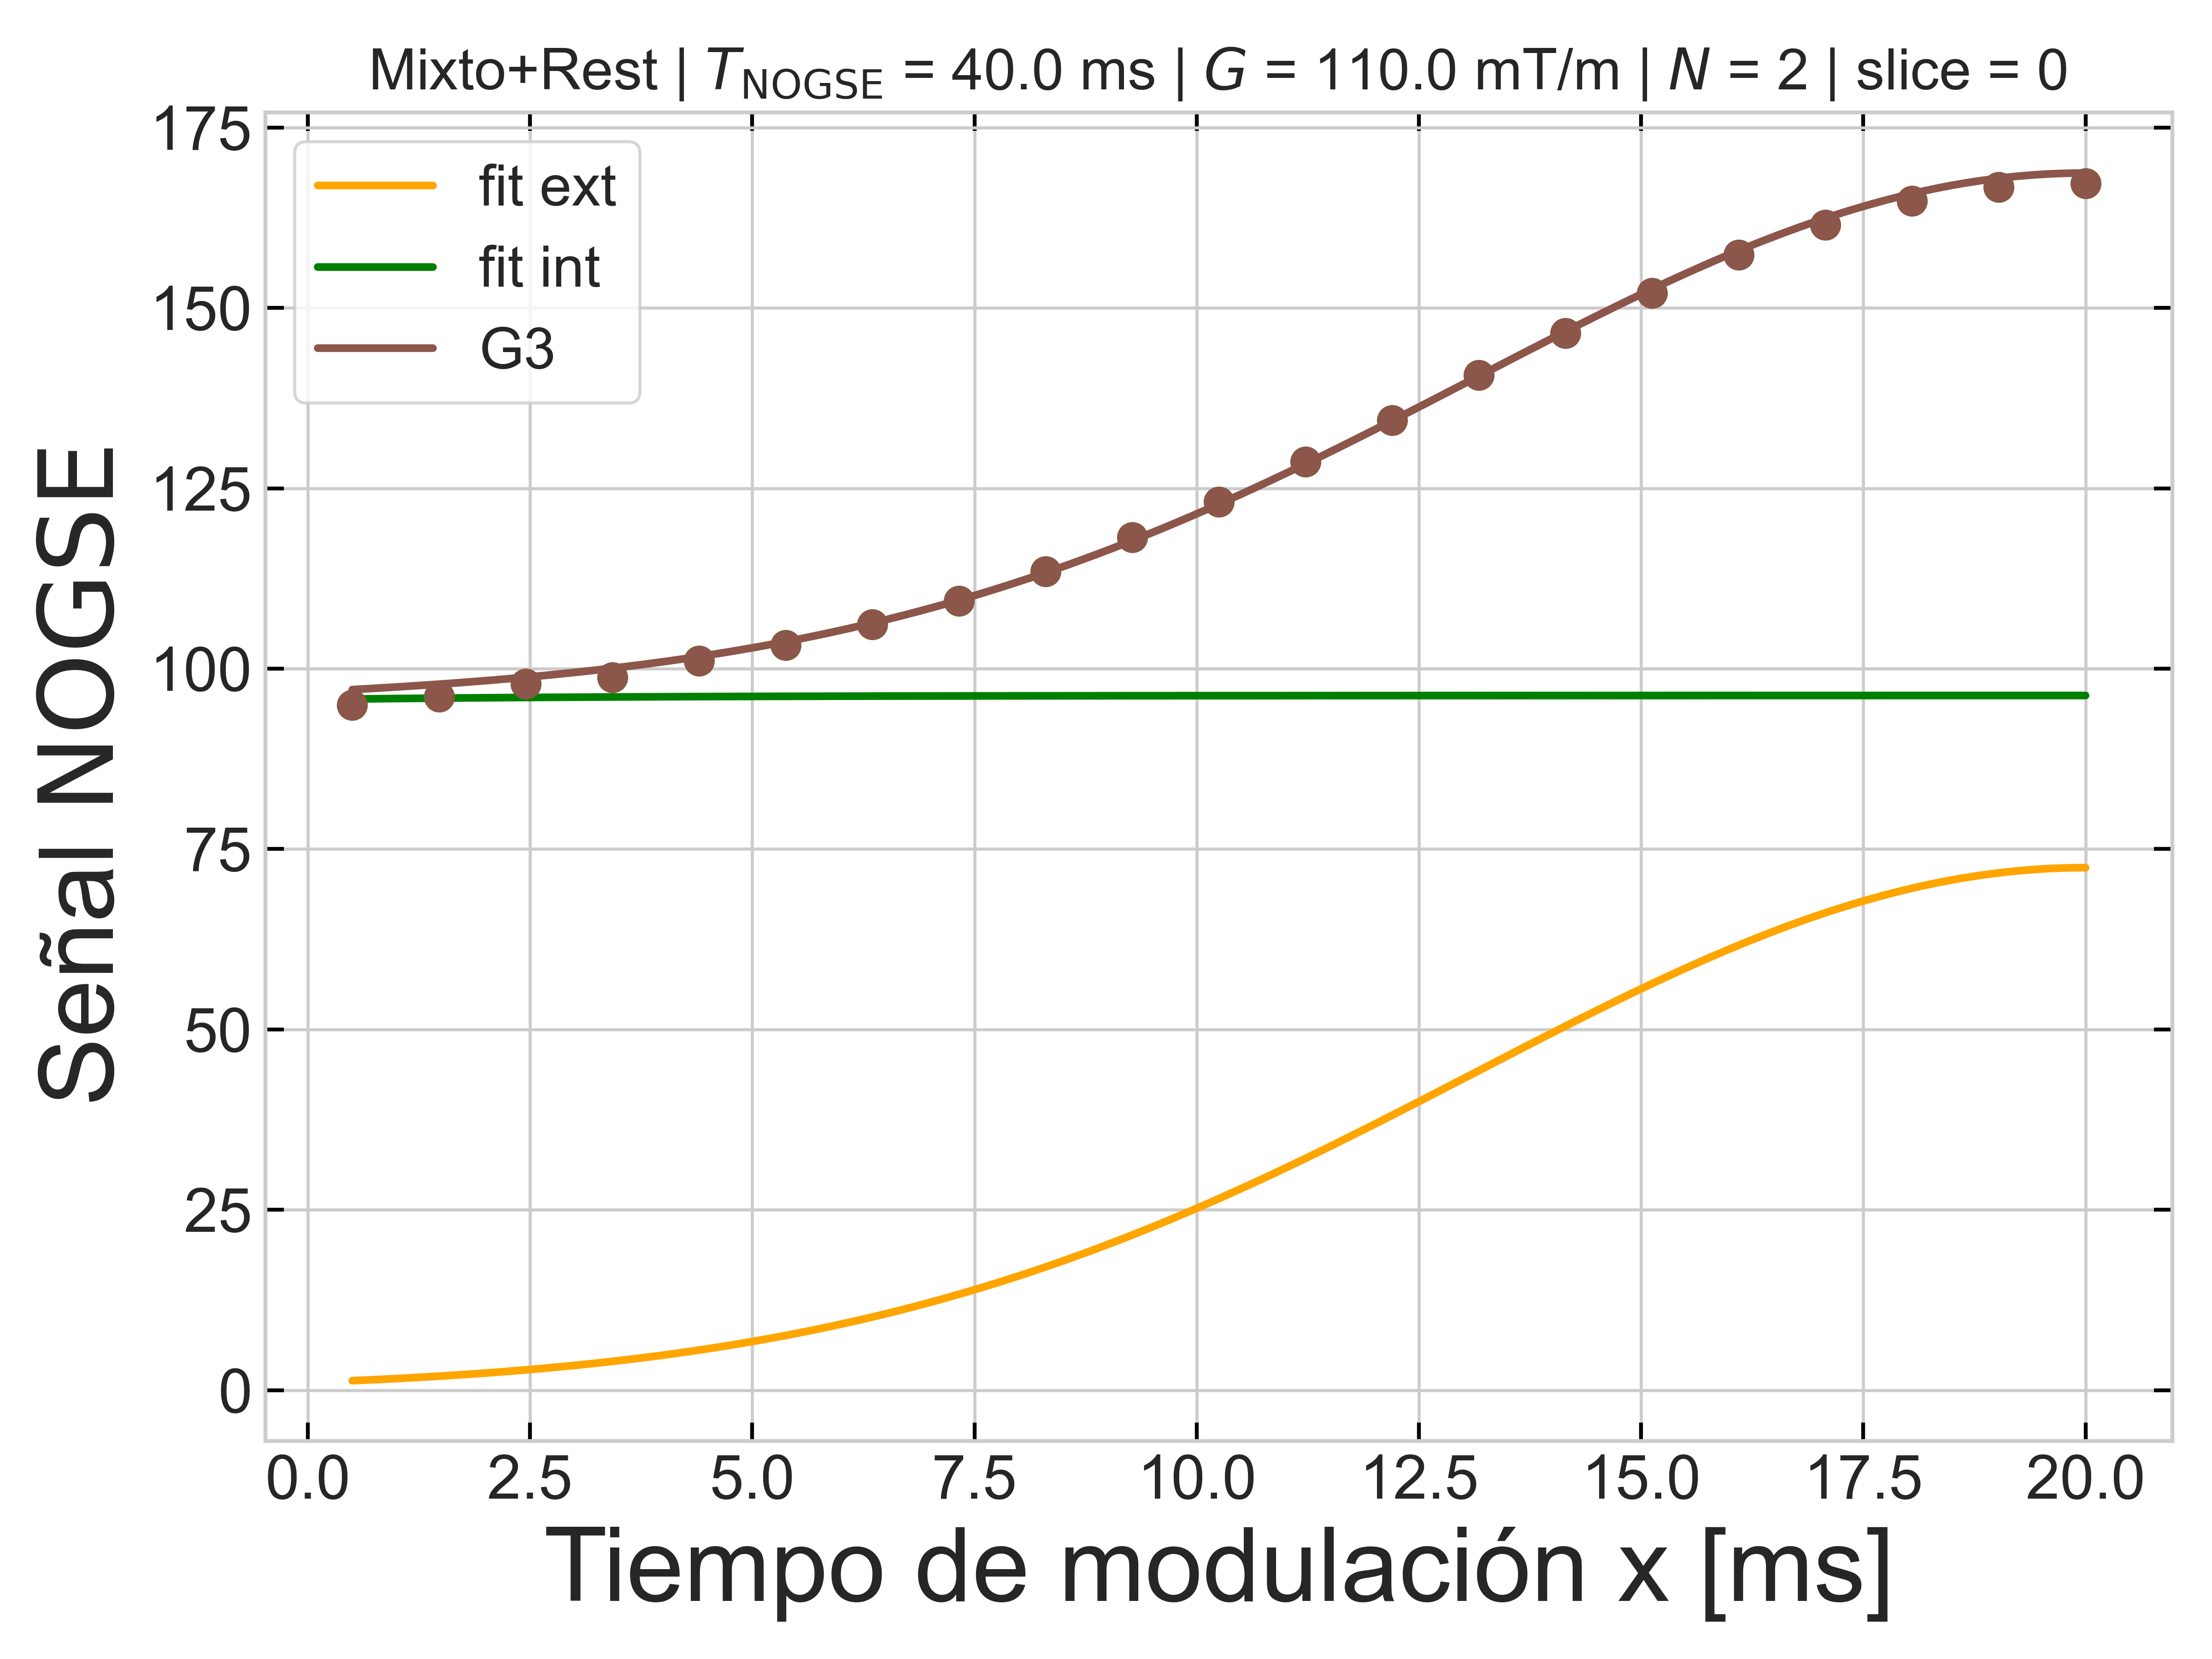 Mixto+Rest | T_NOGSE = 40.0 ms | G = 110.0 mT/m | N = 2 | slice = 0
175
150
125
100
75
50
25
0
fit ext
fit int
G3
Señal NOGSE
0.0 2.5 5.0 7.5 10.0 12.5 15.0 17.5 20.0
Tiempo de modulación x [ms]